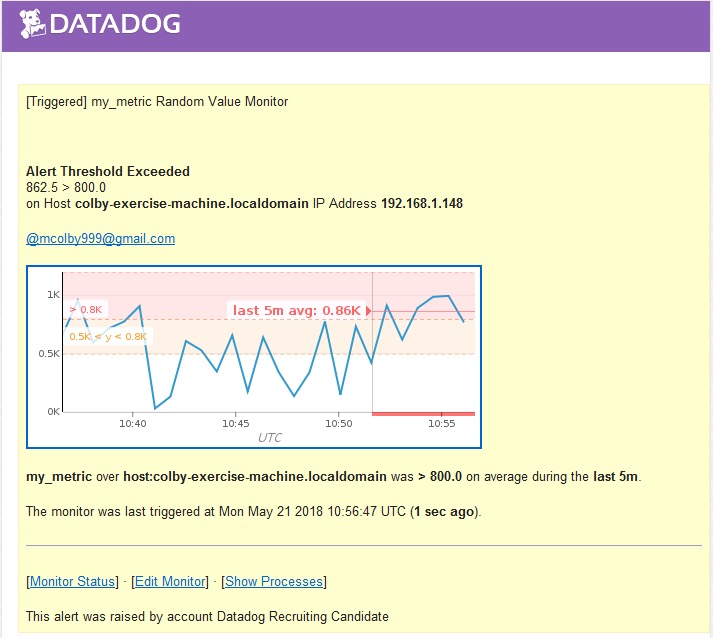 DATADOG
[Triggered] my_metric Random Value Monitor
Alert Threshold Exceeded
862.5 > 800.0
on Host colby-exercise-machine.localdomain IP Address 192.168.1.148
@mcolby999@gmail.com
1K
> 0.8K
last 5m avg: 0.86K
0.5K < y < 0.8K
0.5K
0K
10:40 10:45 10:50 10:55
UTC
my_metric over host:colby-exercise-machine.localdomain was > 800.0 on average during the last 5m.
The monitor was last triggered at Mon May 21 2018 10:56:47 UTC (1 sec ago).
[Monitor Status] · [Edit Monitor] · [Show Processes]
This alert was raised by account Datadog Recruiting Candidate